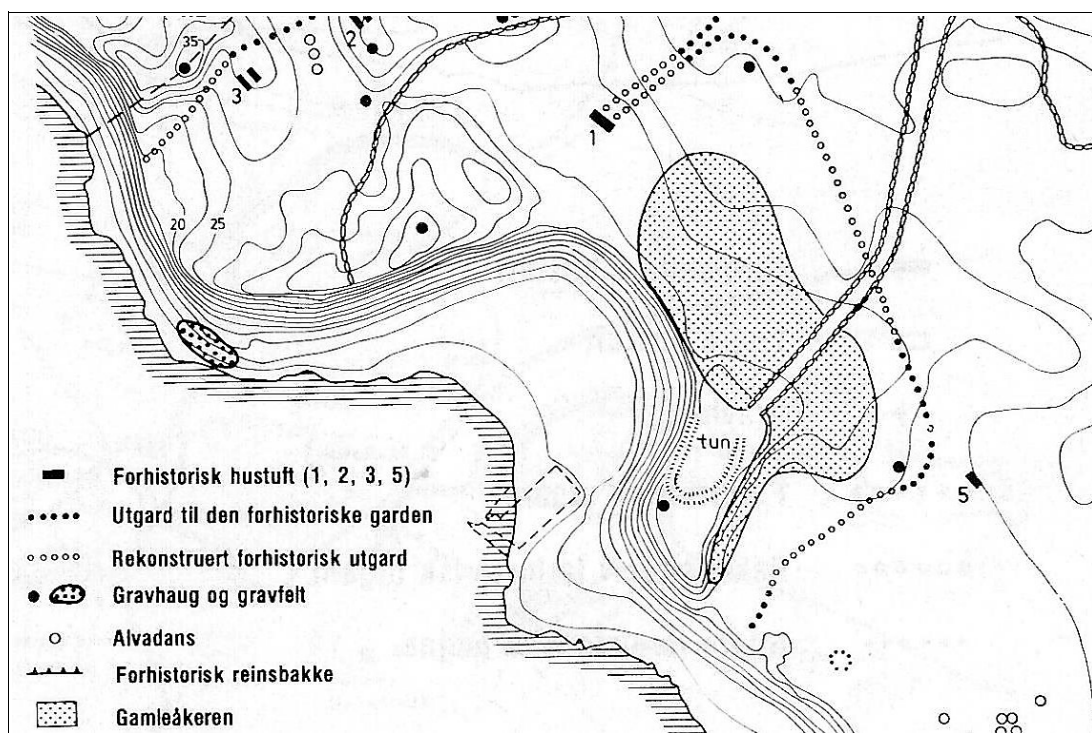 35
2
3
1
20 25
tun
5
Forhistorisk hustuft (1, 2, 3, 5)
Utgard til den forhistoriske garden
Rekonstruert forhistorisk utgard
Gravhaug og gravfelt
Alvadans
Forhistorisk reinsbakke
Gamleåkeren